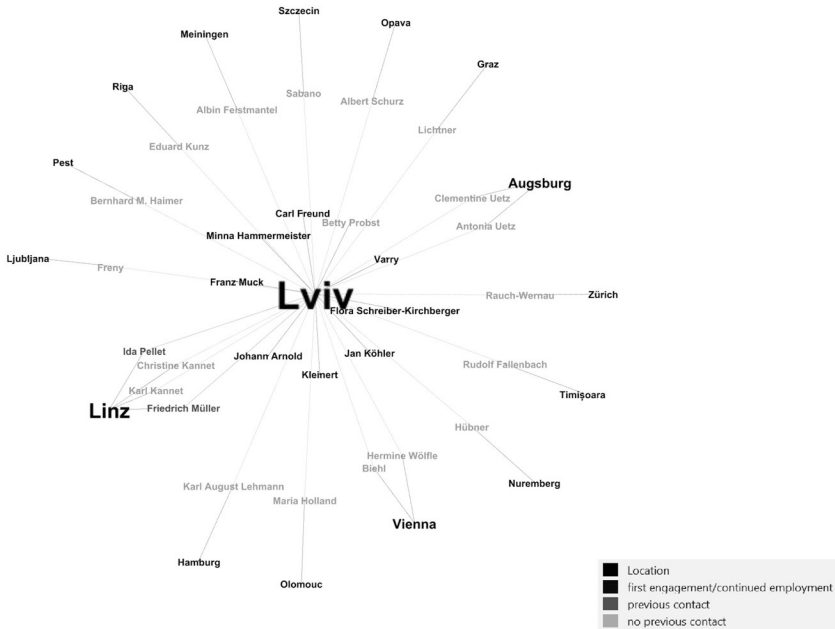 Szczecin
Opava
Meiningen
Graz
Riga
Sabano
Albert Schurz
Albin Feistmantel
Lichtner
Eduard Kunz
Pest
Augsburg
Bernhard M. Haimer
Clementine Uetz
Carl Freund
Betty Probst
Antonia Uetz
Minna Hammermeister
Ljubljana
Varry
Freny
Franz Muck
Lviv
Rauch-Wernau
Zürich
Flora Schreiber-Kirchberger
Ida Pellet
Johann Arnold
Jan Köhler
Christine Kannet
Rudolf Fallenbach
Kleinert
Karl Kannet
Timișoara
Linz
Friedrich Müller
Hübner
Hermine Wölfle
Biehl
Karl August Lehmann
Nuremberg
Maria Holland
Vienna
Hamburg
Olomouc
Location
first engagement/continued employment
previous contact
no previous contact